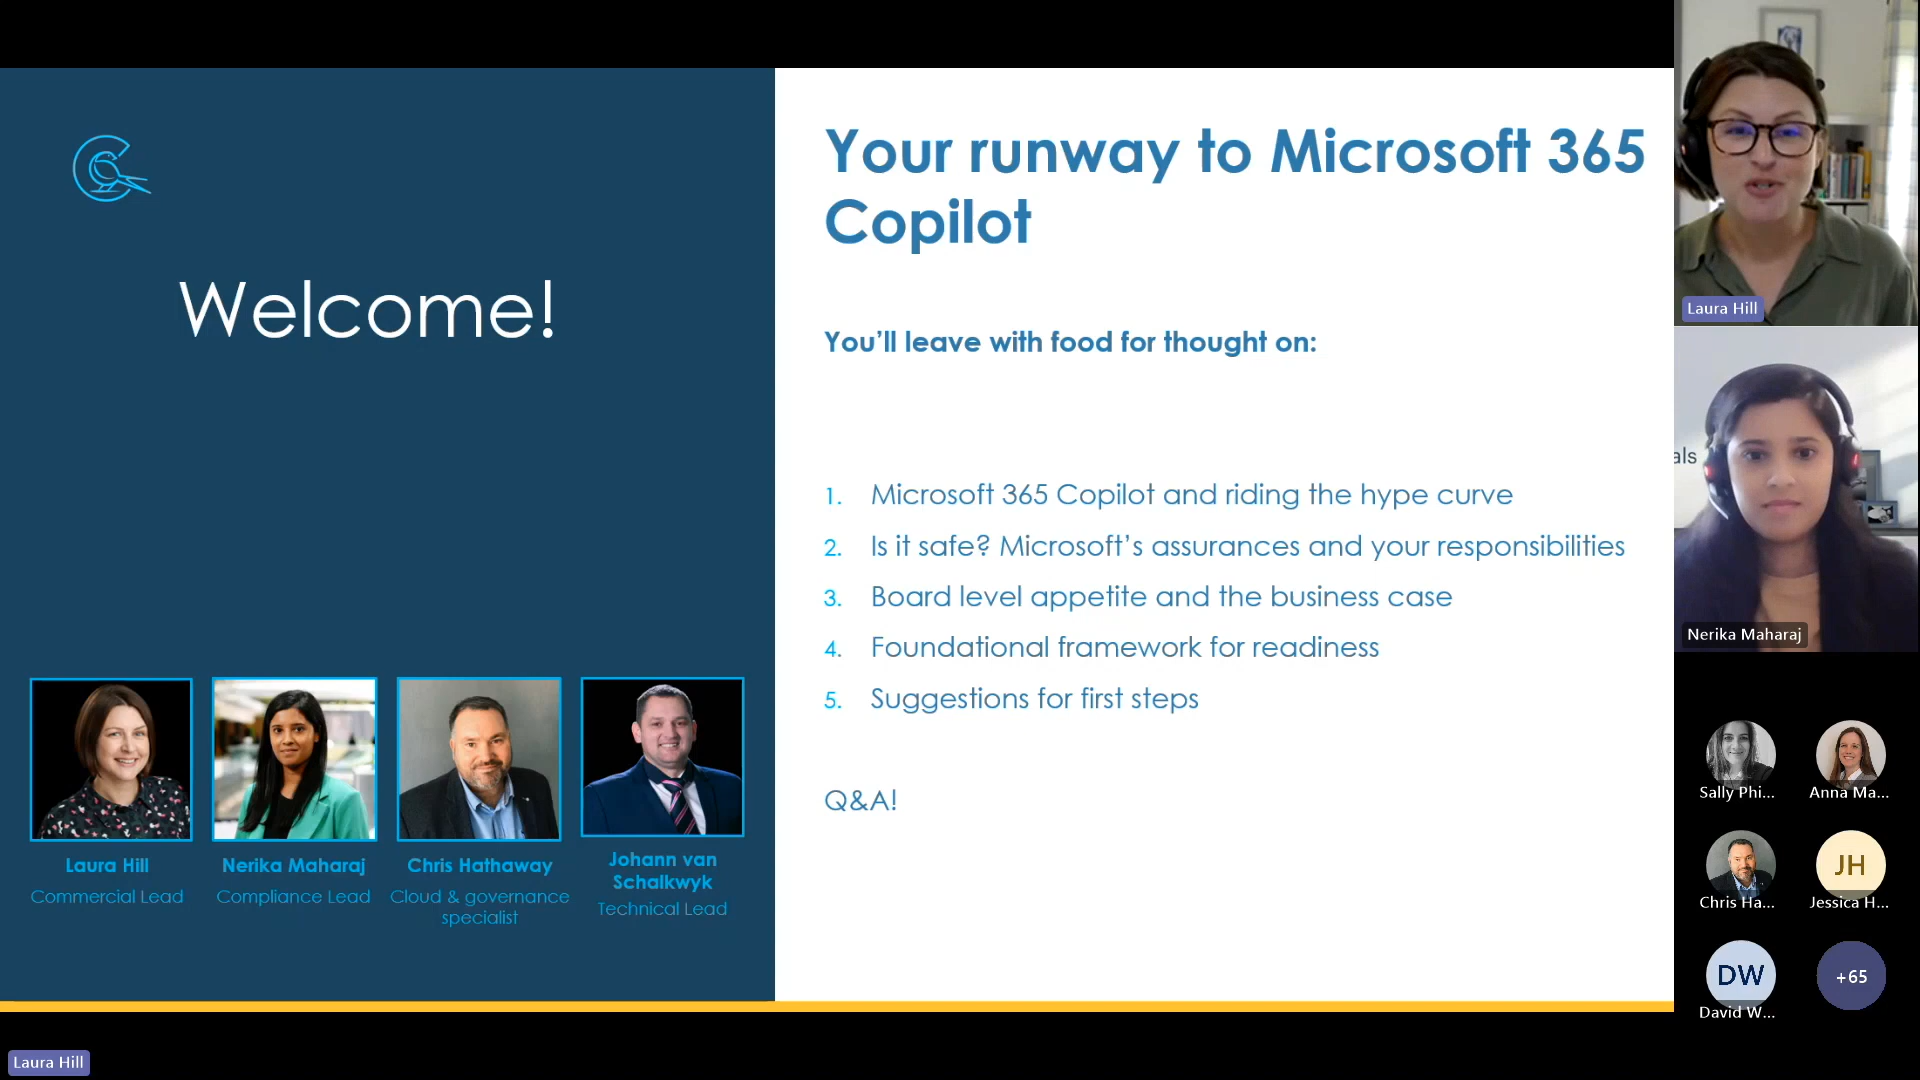 Welcome!
Laura Hill
Commercial Lead
Nerika Maharaj
Compliance Lead
Chris Hathaway
Cloud & governance
specialist
Johann van
Schalkwyk
Technical Lead
Your runway to Microsoft 365
Copilot
You’ll leave with food for thought on:
1. Microsoft 365 Copilot and riding the hype curve
2. Is it safe? Microsoft’s assurances and your responsibilities
3. Board level appetite and the business case
4. Foundational framework for readiness
5. Suggestions for first steps
Q&A!
Laura Hill
als
Nerika Maharaj
Sally Phi...
Anna Ma...
Chris Ha...
JH
Jessica H...
DW
David W...
+65
Laura Hill